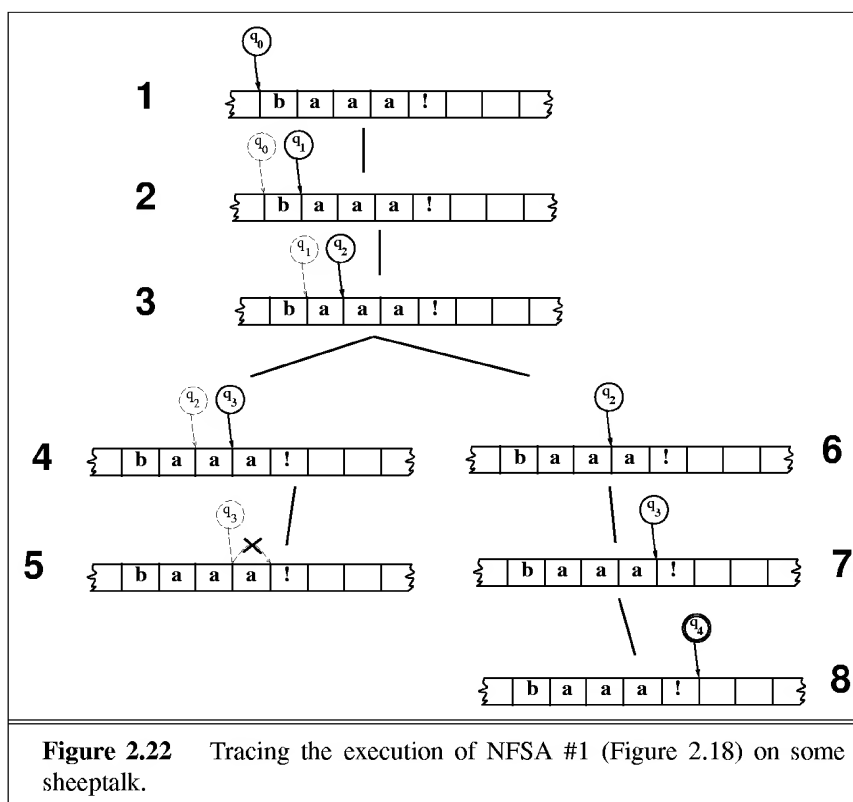 q0
1
b a a a !
q0 q1
2
b a a a !
q1 q2
3
b a a a !
q2 q3
4
b a a a !
q2
6
b a a a !
q3
5
b a a a !
q3
7
b a a a !
q4
8
b a a a !
Figure 2.22 Tracing the execution of NFSA #1 (Figure 2.18) on some
sheeptalk.